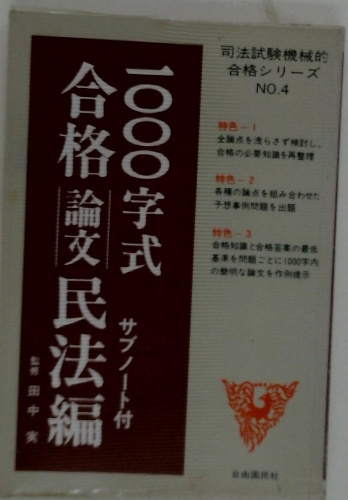 司法試験機械的
合格シリーズ
NO.4
一〇〇〇字式
合格論文民法編
サブノート付
監修 田中 実
特色－1
全論点を洩らさず検討し、
合格の必要知識を再整理
特色－2
各種の論点を組み合わせた
予想事例問題を出題
特色－3
合格知識と合格答案の最低
基準を問題ごとに1000字内
の簡明な論文を作例提示
自由国民社